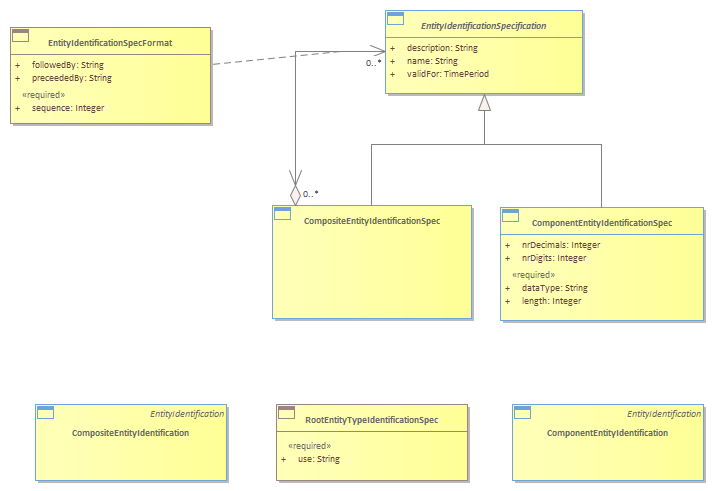 EntityIdentificationSpecFormat
+ followedBy: String
+ preceededBy: String
«required»
+ sequence: Integer
EntityIdentificationSpecification
+ description: String
+ name: String
+ validFor: TimePeriod
0..*
0..*
CompositeEntityIdentificationSpec
ComponentEntityIdentificationSpec
+ nrDecimals: Integer
+ nrDigits: Integer
«required»
+ dataType: String
+ length: Integer
EntityIdentification
CompositeEntityIdentification
RootEntityTypeIdentificationSpec
«required»
+ use: String
EntityIdentification
ComponentEntityIdentification